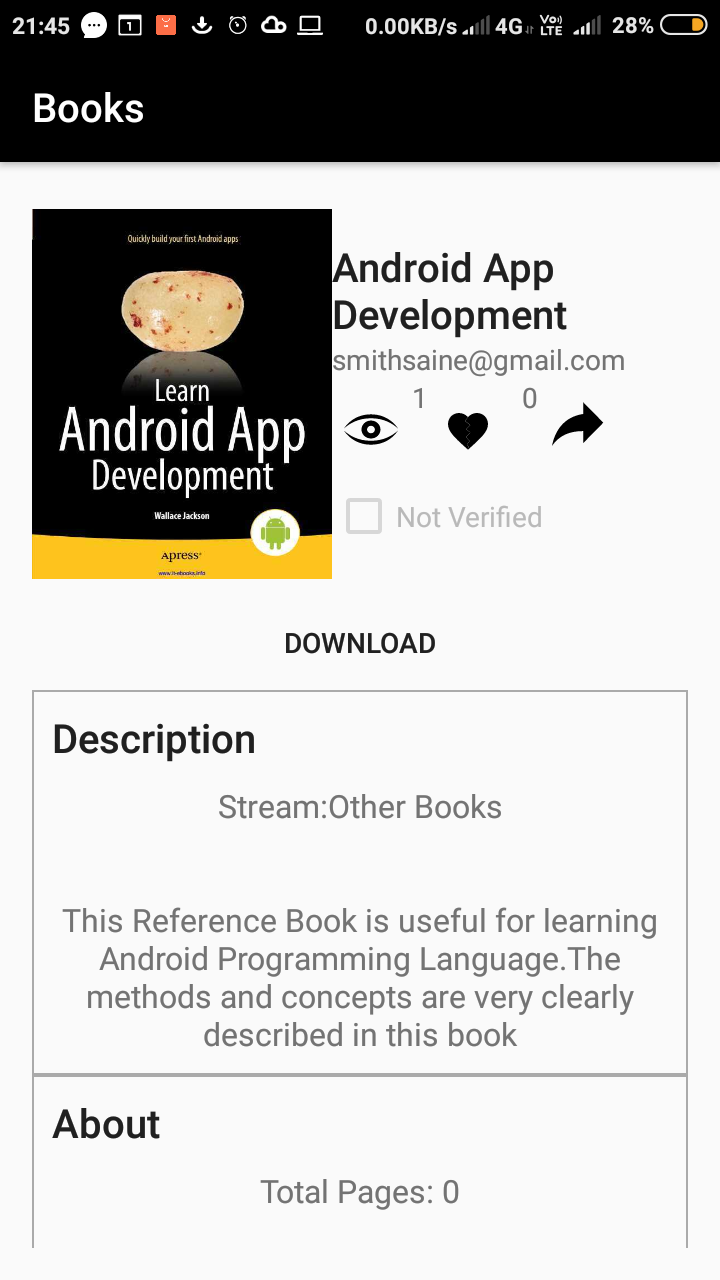 21:45 1 0.00KB/s 4G Vo) LTE 28%
Books
Quickly build your first Android apps
Learn
Android App
Development
Wallace Jackson
Apress®
www.it-ebooks.info
Android App
Development
smithsaine@gmail.com
1 0
Not Verified
DOWNLOAD
Description
Stream:Other Books
This Reference Book is useful for learning
Android Programming Language.The
methods and concepts are very clearly
described in this book
About
Total Pages: 0